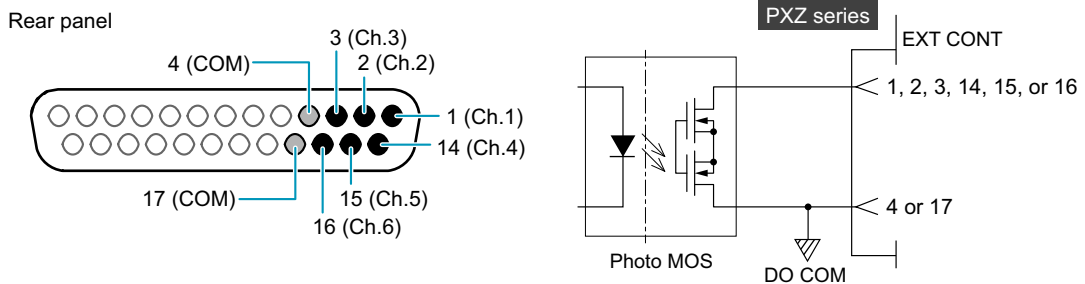 Rear panel
3 (Ch.3)
4 (COM)
2 (Ch.2)
1 (Ch.1)
14 (Ch.4)
17 (COM)
15 (Ch.5)
16 (Ch.6)
PXZ series
EXT CONT
1, 2, 3, 14, 15, or 16
4 or 17
Photo MOS
DO COM